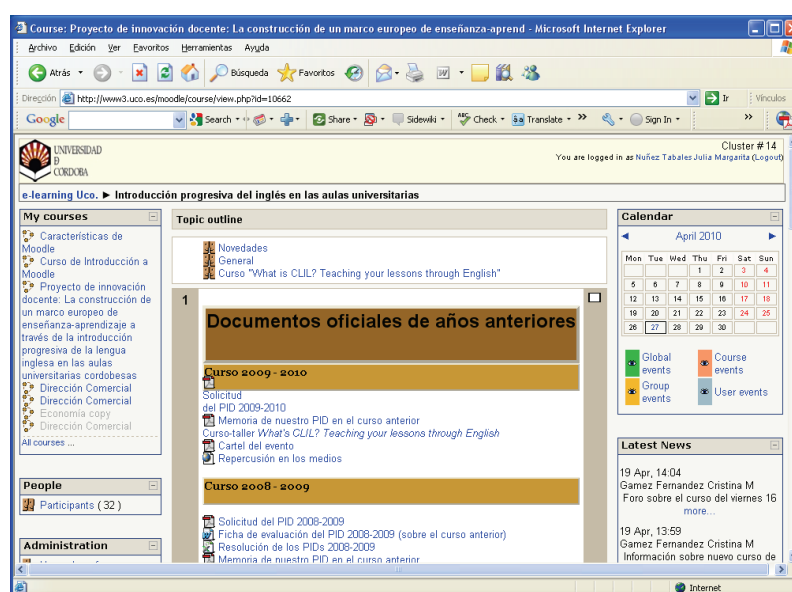 Course: Proyecto de innovación docente: La construcción de un marco europeo de enseñanza-aprend - Microsoft Internet Explorer
Archivo Edición Ver Favoritos Herramientas Ayuda
Atrás Búsqueda Favoritos
Dirección http://www3.uco.es/moodle/course/view.php?id=10662 Ir Vínculos
Google Search Share Sidewiki Check Translate Sign In
UNIVERSIDAD
D
CORDOBA
Cluster # 14
You are logged in as Nuñez Tabales Julia Margarita (Logout)
e-learning Uco. ► Introducción progresiva del inglés en las aulas universitarias
My courses
Características de
Moodle
Curso de Introducción a
Moodle
Proyecto de innovación
docente: La construcción de
un marco europeo de
enseñanza-aprendizaje a
través de la introducción
progresiva de la lengua
inglesa en las aulas
universitarias cordobesas
Dirección Comercial
Dirección Comercial
Economía copy
Dirección Comercial
All courses ...
People
Participants (32)
Administration
Topic outline
Novedades
General
Curso "What is CLIL? Teaching your lessons through English"
1
Documentos oficiales de años anteriores
Curso 2009 - 2010
Solicitud
del PID 2009-2010
Memoria de nuestro PID en el curso anterior
Curso-taller What's CLIL? Teaching your lessons through English
Cartel del evento
Repercusión en los medios
Curso 2008 - 2009
Solicitud del PID 2008-2009
Ficha de evaluación del PID 2008-2009 (sobre el curso anterior)
Resolución de los PIDs 2008-2009
Memoria de nuestro PID en el curso anterior
Calendar
◄ April 2010 ►
Mon Tue Wed Thu Fri Sat Sun
1 2 3 4
5 6 7 8 9 10 11
12 13 14 15 16 17 18
19 20 21 22 23 24 25
26 27 28 29 30
Global events Course events
Group events User events
Latest News
19 Apr, 14:04
Gamez Fernandez Cristina M
Foro sobre el curso del viernes 16
more...
19 Apr, 13:59
Gamez Fernandez Cristina M
Información sobre nuevo curso de
Internet